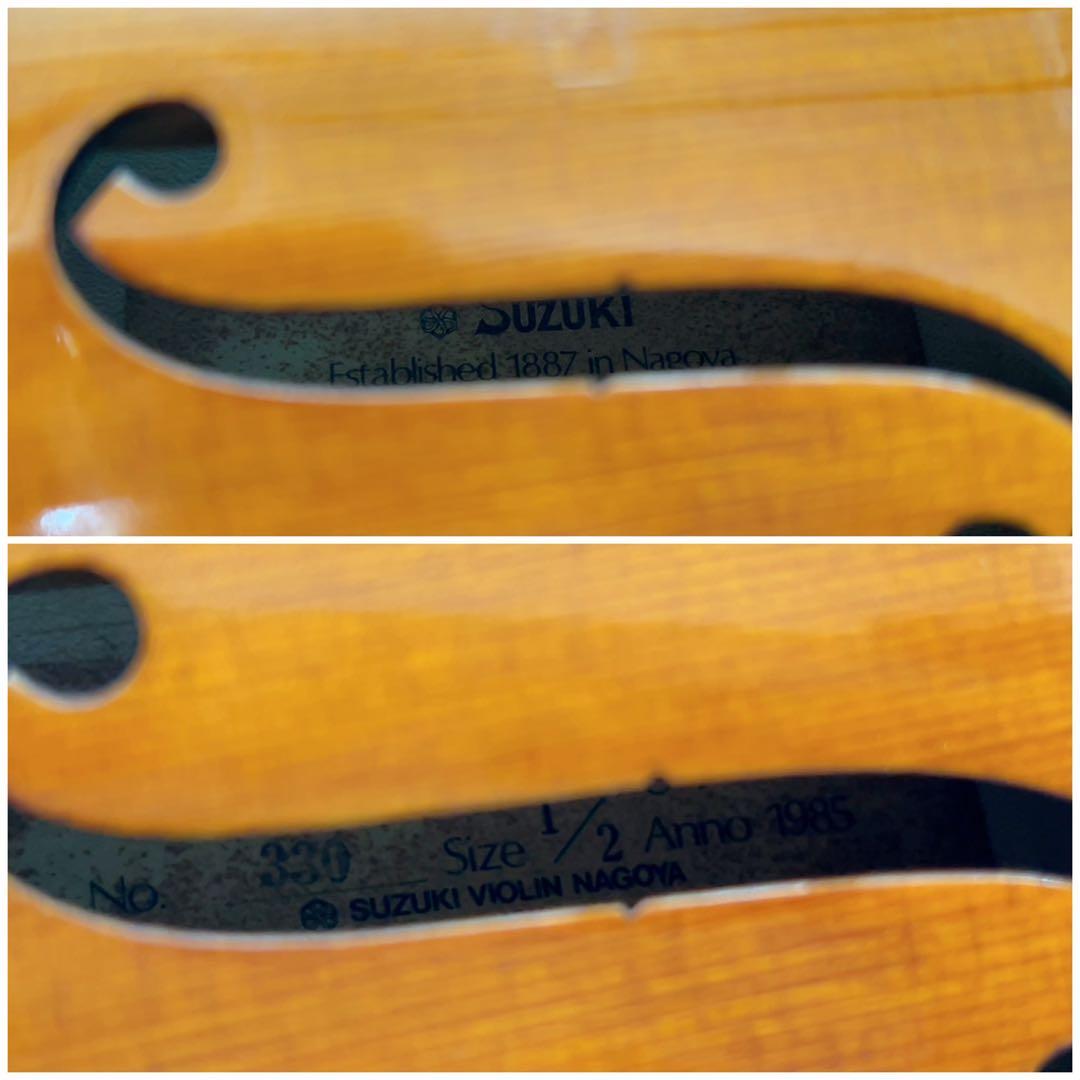 SUZUKI
Established 1887 in Nagoya
No. 330 Size 1/2 Anno 1985
SUZUKI VIOLIN NAGOYA